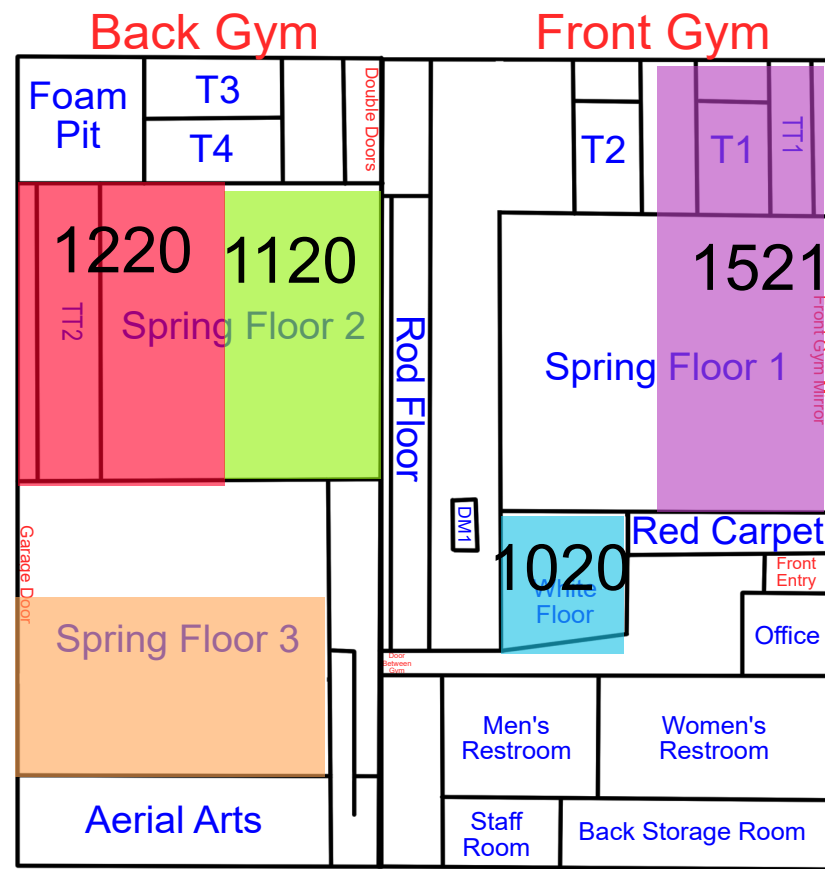 Back Gym
Front Gym
Foam
Pit
T3
T4
Double Doors
T2
T1
TT1
1220
1120
1521
TT2
Spring Floor 2
Rod Floor
Spring Floor 1
Front Gym Mirror
DM1
Red Carpet
1020
White
Floor
Front
Entry
Garage Door
Spring Floor 3
Office
Door
Between
Gym
Men's
Restroom
Women's
Restroom
Aerial Arts
Staff
Room
Back Storage Room